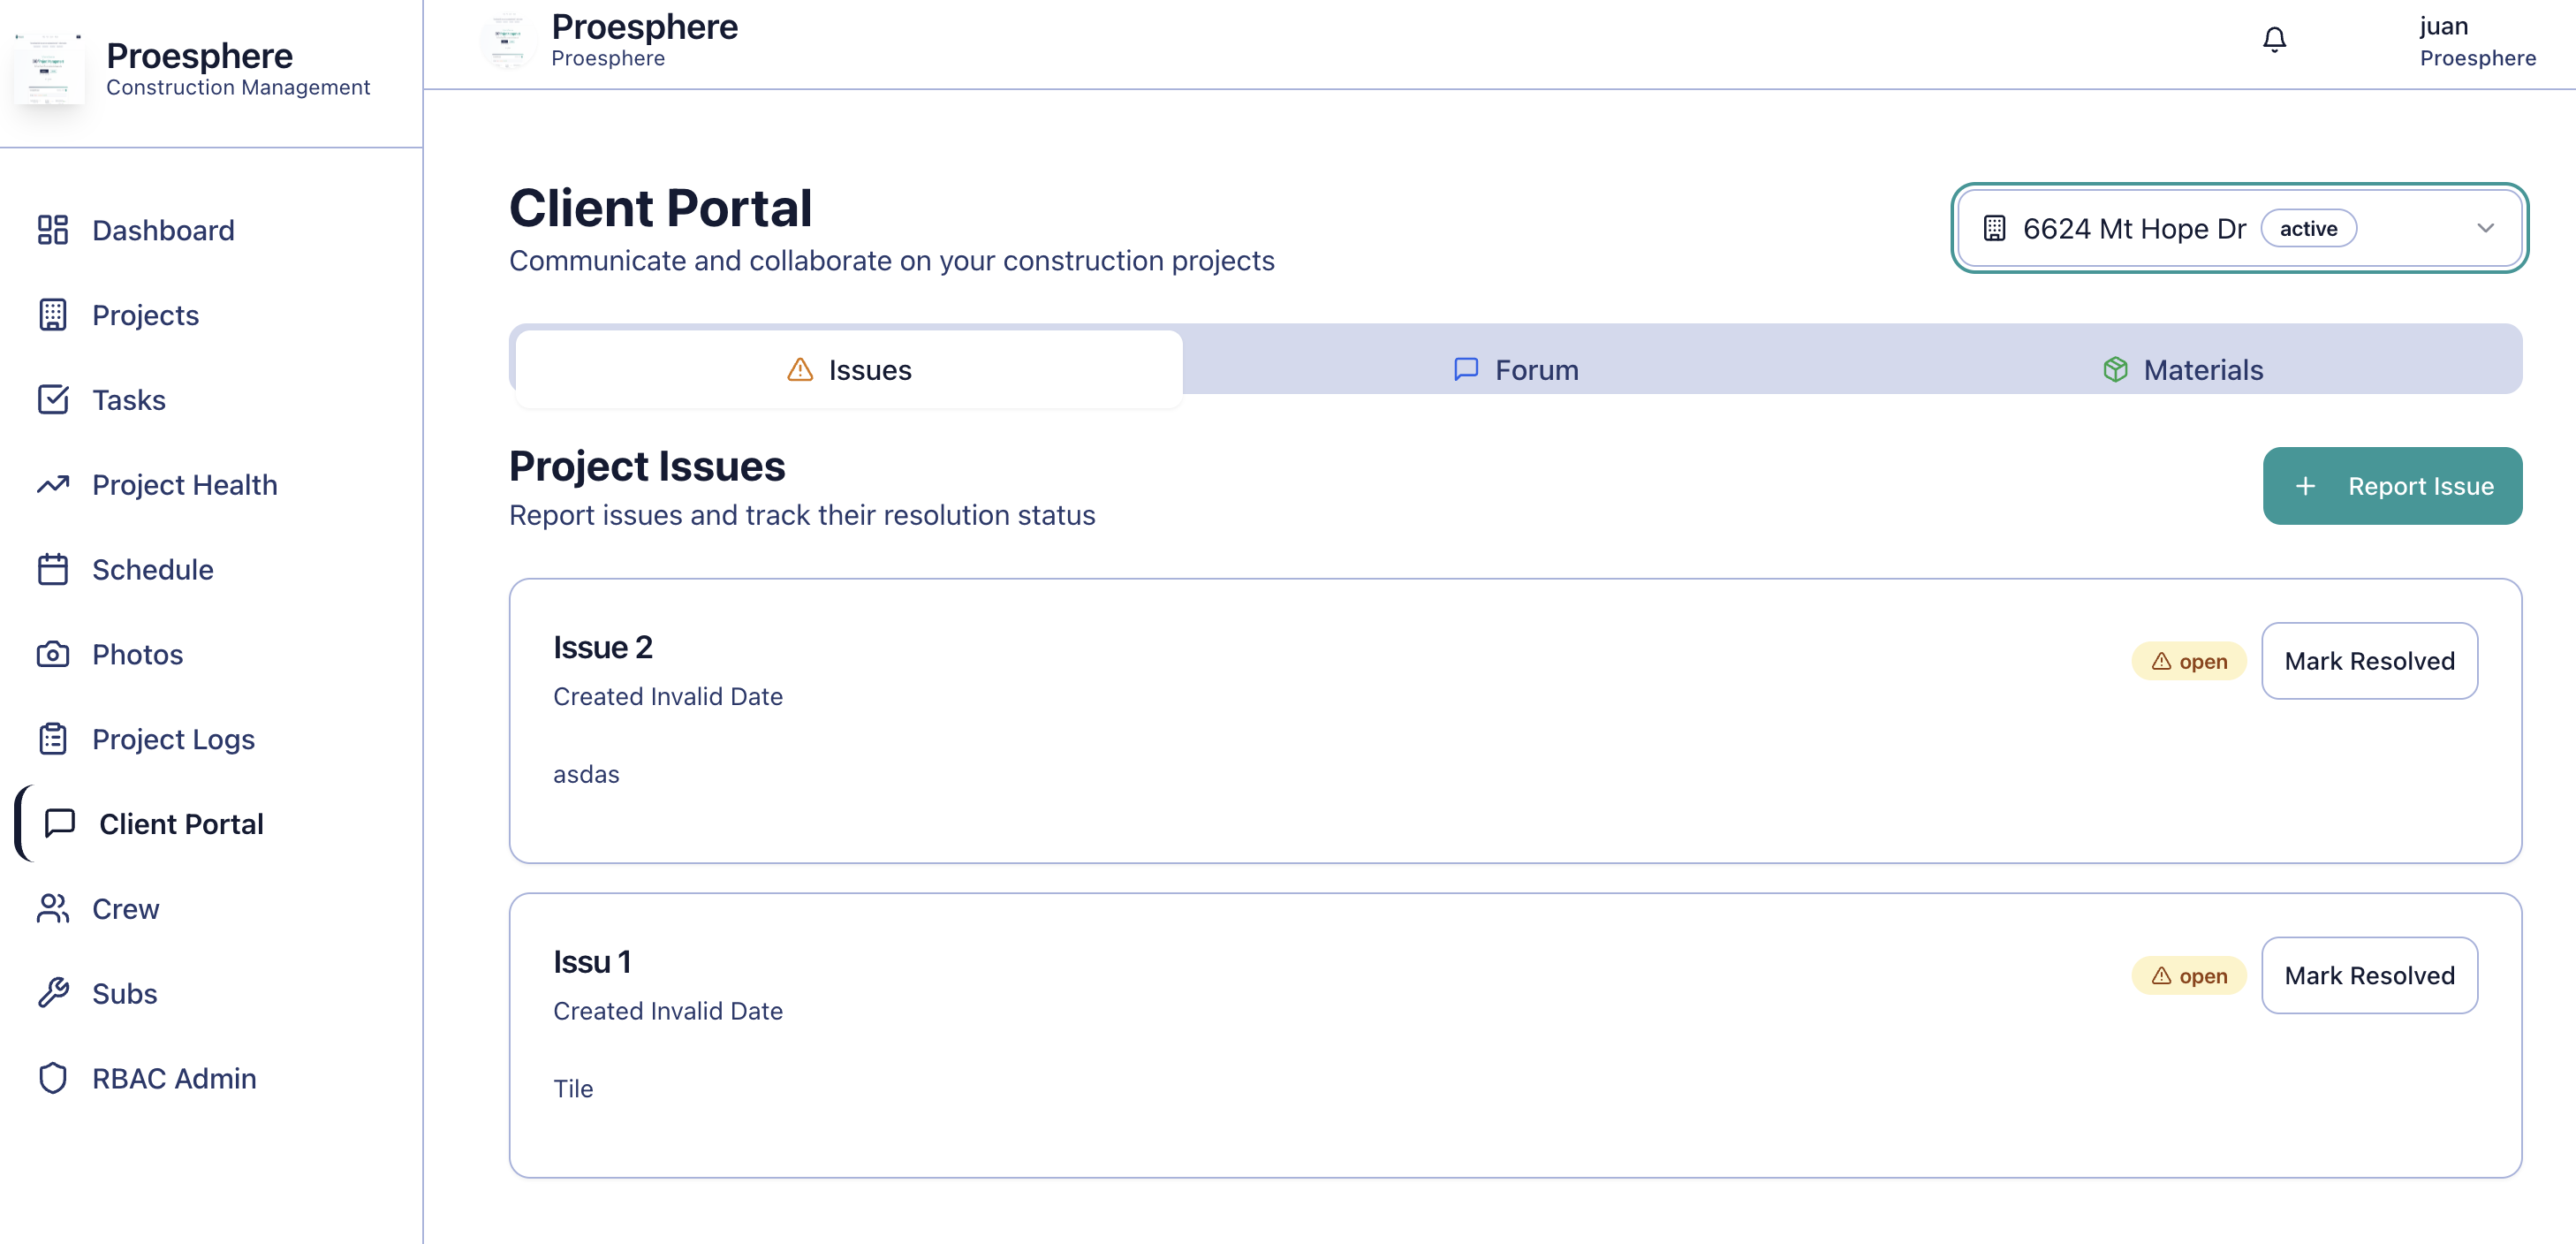 Proesphere
Construction Management
Proesphere
Proesphere
juan
Proesphere
Dashboard
Projects
Tasks
Project Health
Schedule
Photos
Project Logs
Client Portal
Crew
Subs
RBAC Admin
Client Portal
Communicate and collaborate on your construction projects
6624 Mt Hope Dr active
Issues Forum Materials
Project Issues
Report issues and track their resolution status
Report Issue
Issue 2
Created Invalid Date
open Mark Resolved
asdas
Issu 1
Created Invalid Date
open Mark Resolved
Tile